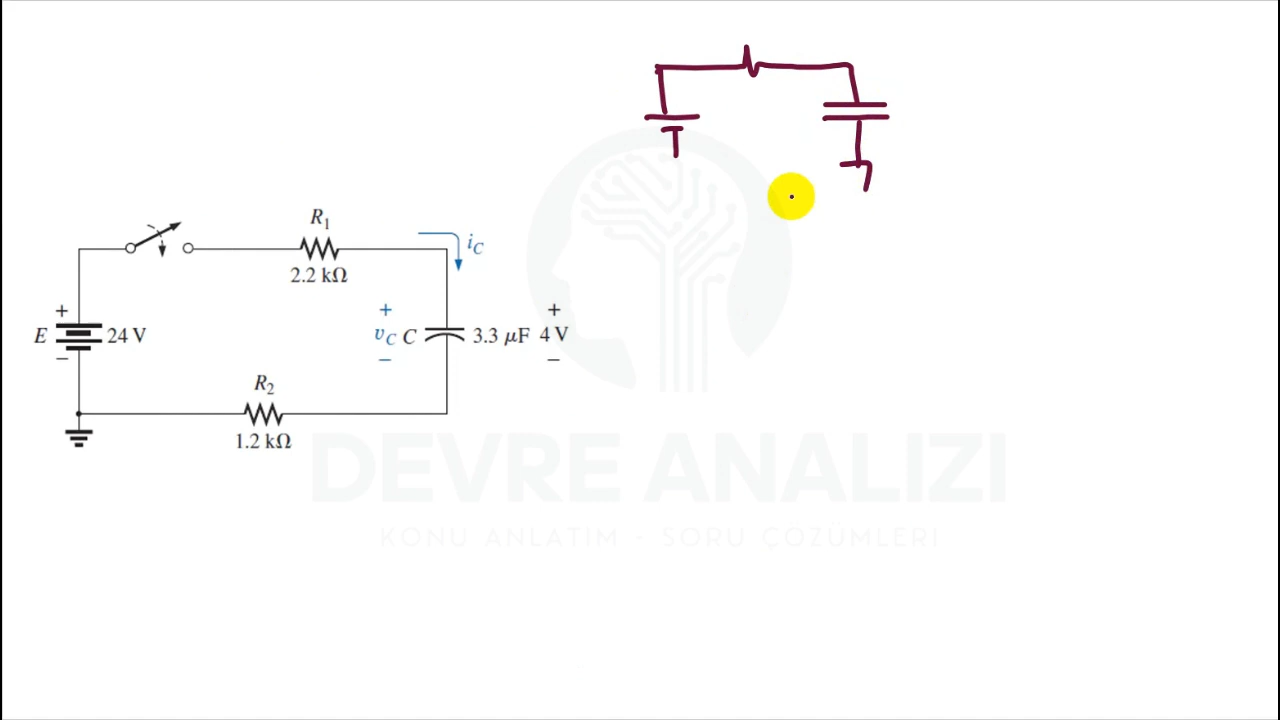 R1
2.2 kΩ
iC
+
E
−
24 V
+
vC
−
C
3.3 μF
+
4 V
−
R2
1.2 kΩ
DEVRE ANALIZI
KONU ANLATIM - SORU ÇÖZÜMLERİ